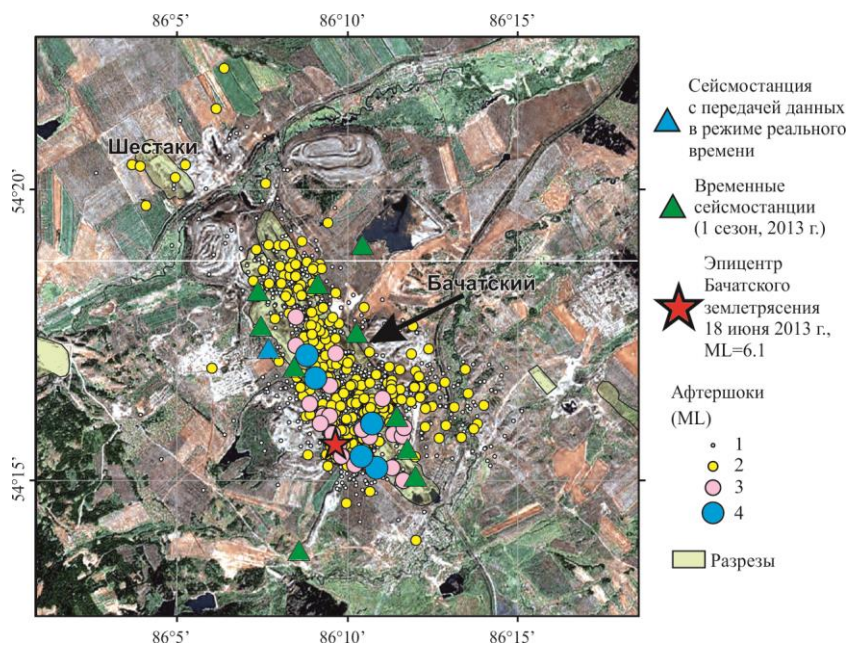 86°5’ 86°10’ 86°15’
Шестаки
54°20’
Бачатский
54°15’
86°5’ 86°10’ 86°15’
Сейсмостанция
с передачей данных
в режиме реального
времени
Временные
сейсмостанции
(1 сезон, 2013 г.)
Эпицентр
Бачатского
землетрясения
18 июня 2013 г.,
ML=6.1
Афтершоки
(ML)
1
2
3
4
Разрезы